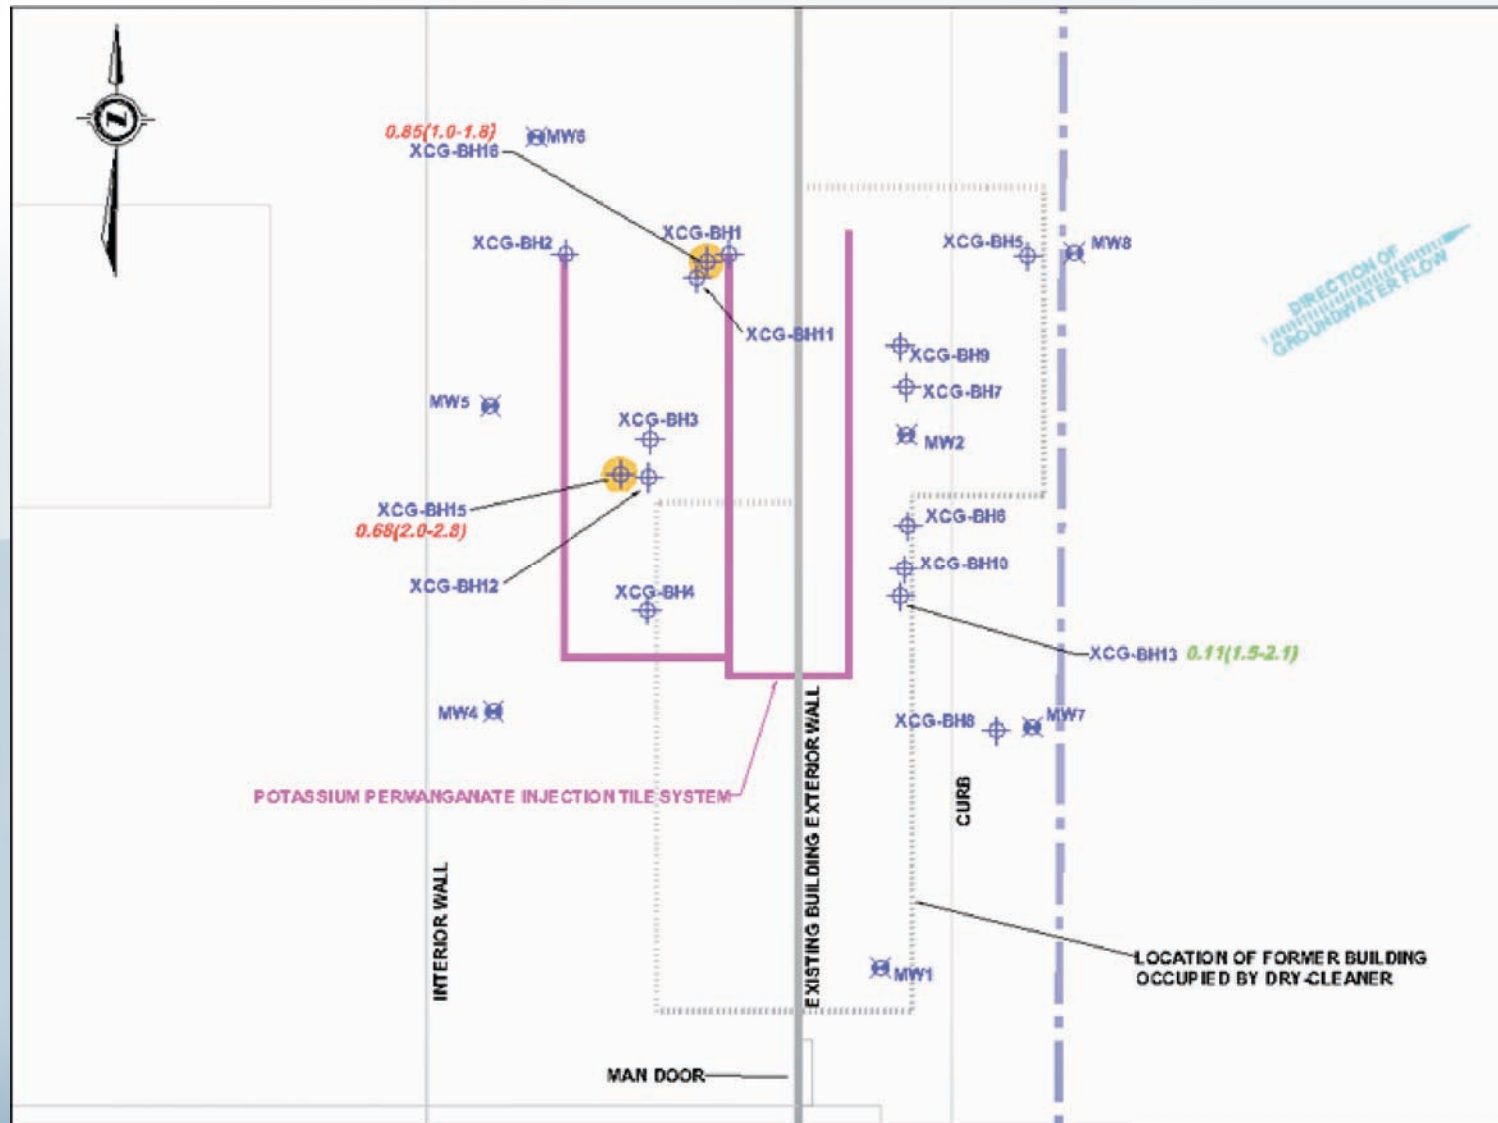 0.85(1.0-1.8)
XCG-BH16
MW6
XCG-BH2
XCG-BH1
XCG-BH5
MW8
DIRECTION OF
GROUNDWATER FLOW
XCG-BH11
XCG-BH9
XCG-BH7
MW5
XCG-BH3
MW2
XCG-BH15
0.68(2.0-2.8)
XCG-BH6
XCG-BH10
XCG-BH12
XCG-BH4
XCG-BH13 0.11(1.5-2.1)
MW4
XCG-BH8
MW7
POTASSIUM PERMANGANATE INJECTION TILE SYSTEM
EXISTING BUILDING EXTERIOR WALL
CURB
INTERIOR WALL
MW1
LOCATION OF FORMER BUILDING
OCCUPIED BY DRY-CLEANER
MAN DOOR
Z